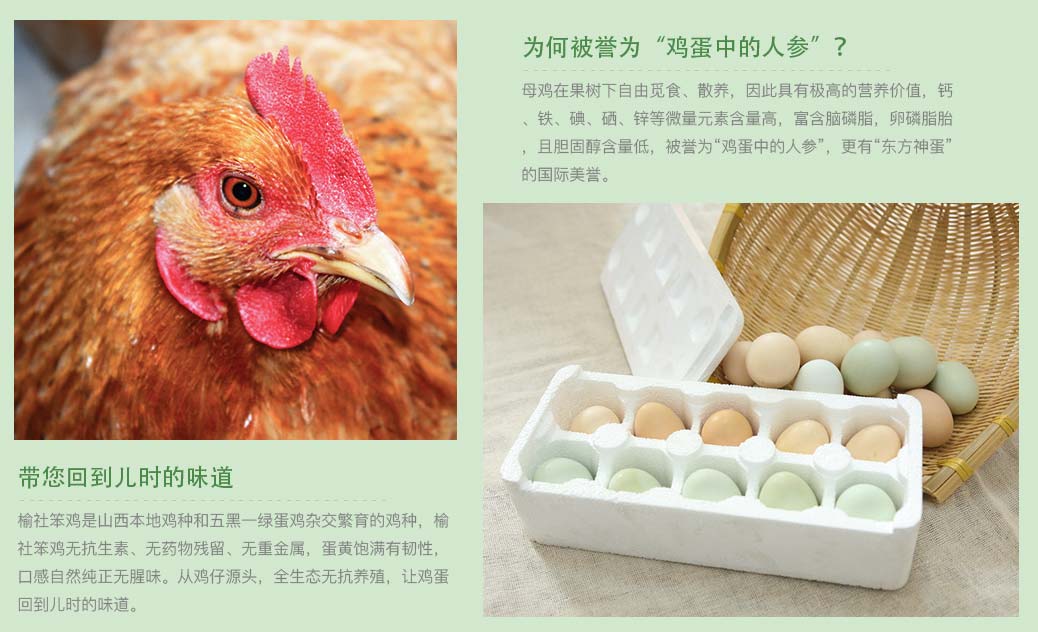 为何被誉为“鸡蛋中的人参”？
母鸡在果树下自由觅食、散养，因此具有极高的营养价值，钙
、铁、碘、硒、锌等微量元素含量高，富含脑磷脂，卵磷脂胎
，且胆固醇含量低，被誉为“鸡蛋中的人参”，更有“东方神蛋”
的国际美誉。
带您回到儿时的味道
榆社笨鸡是山西本地鸡种和五黑一绿蛋鸡杂交繁育的鸡种，榆
社笨鸡无抗生素、无药物残留、无重金属，蛋黄饱满有韧性，
口感自然纯正无腥味。从鸡仔源头，全生态无抗养殖，让鸡蛋
回到儿时的味道。